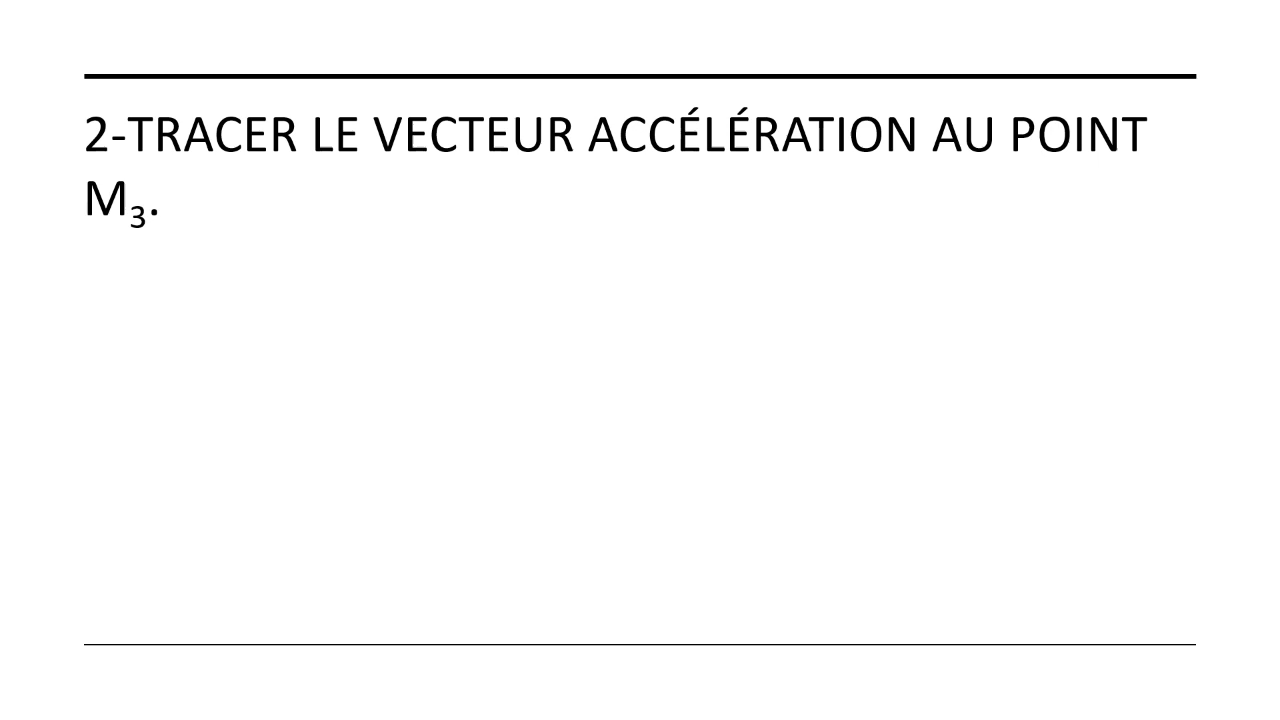 2-TRACER LE VECTEUR ACCÉLÉRATION AU POINT
M₃.